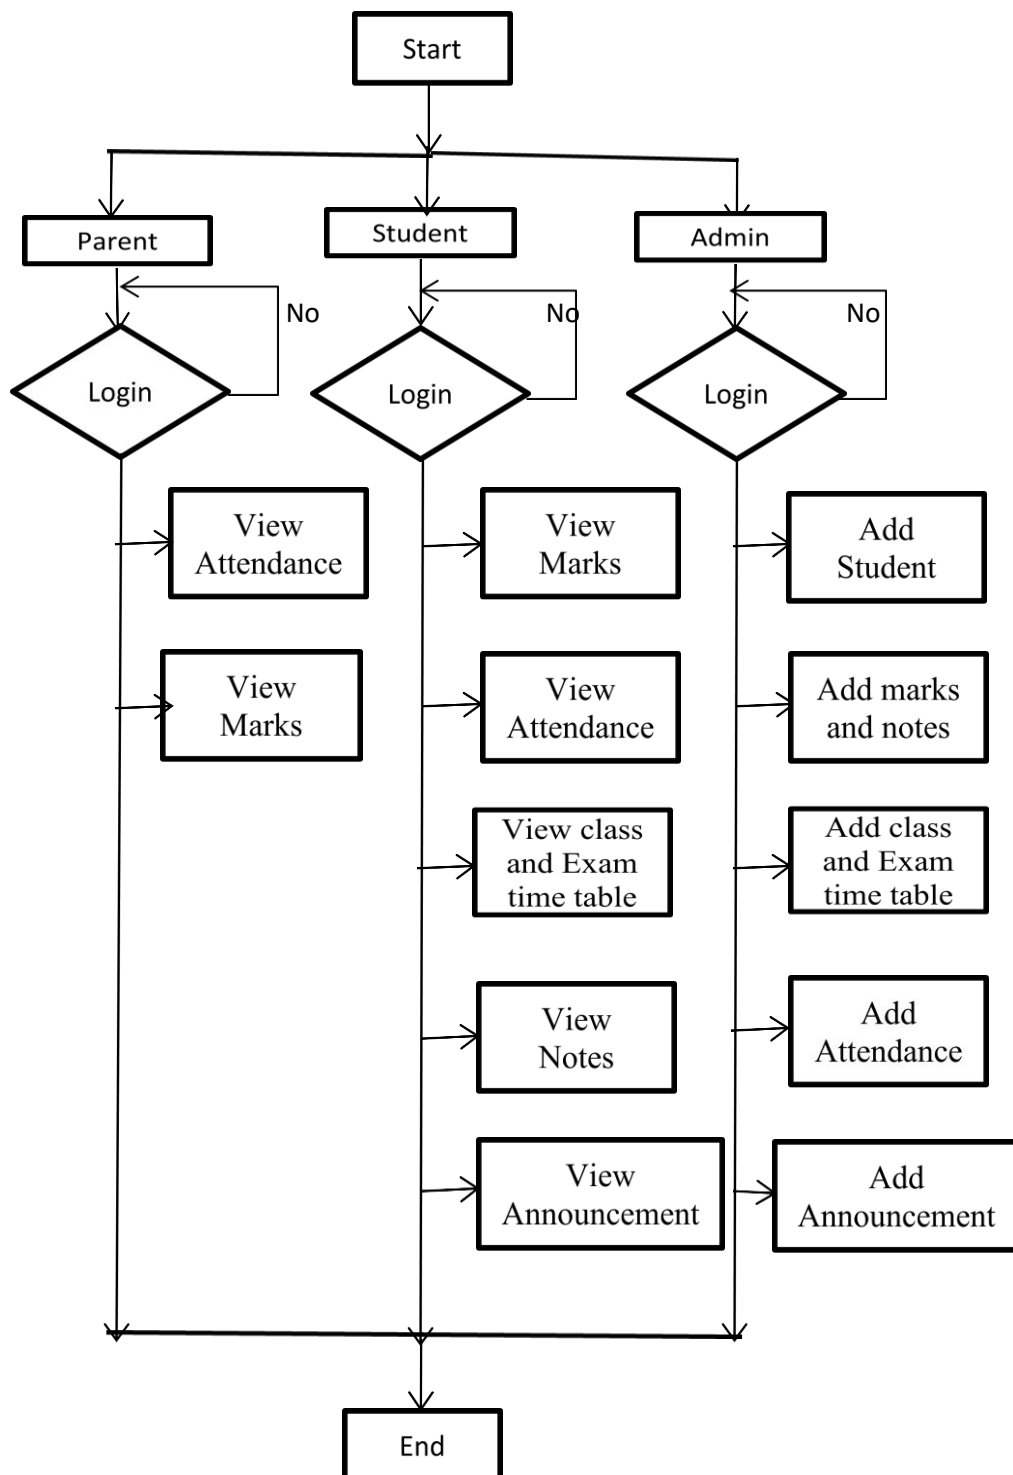 Start
Parent
Student
Admin
No
No
No
Login
Login
Login
View
Attendance
View
Marks
Add
Student
View
Marks
View
Attendance
Add marks
and notes
View class
and Exam
time table
Add class
and Exam
time table
View
Notes
Add
Attendance
View
Announcement
Add
Announcement
End